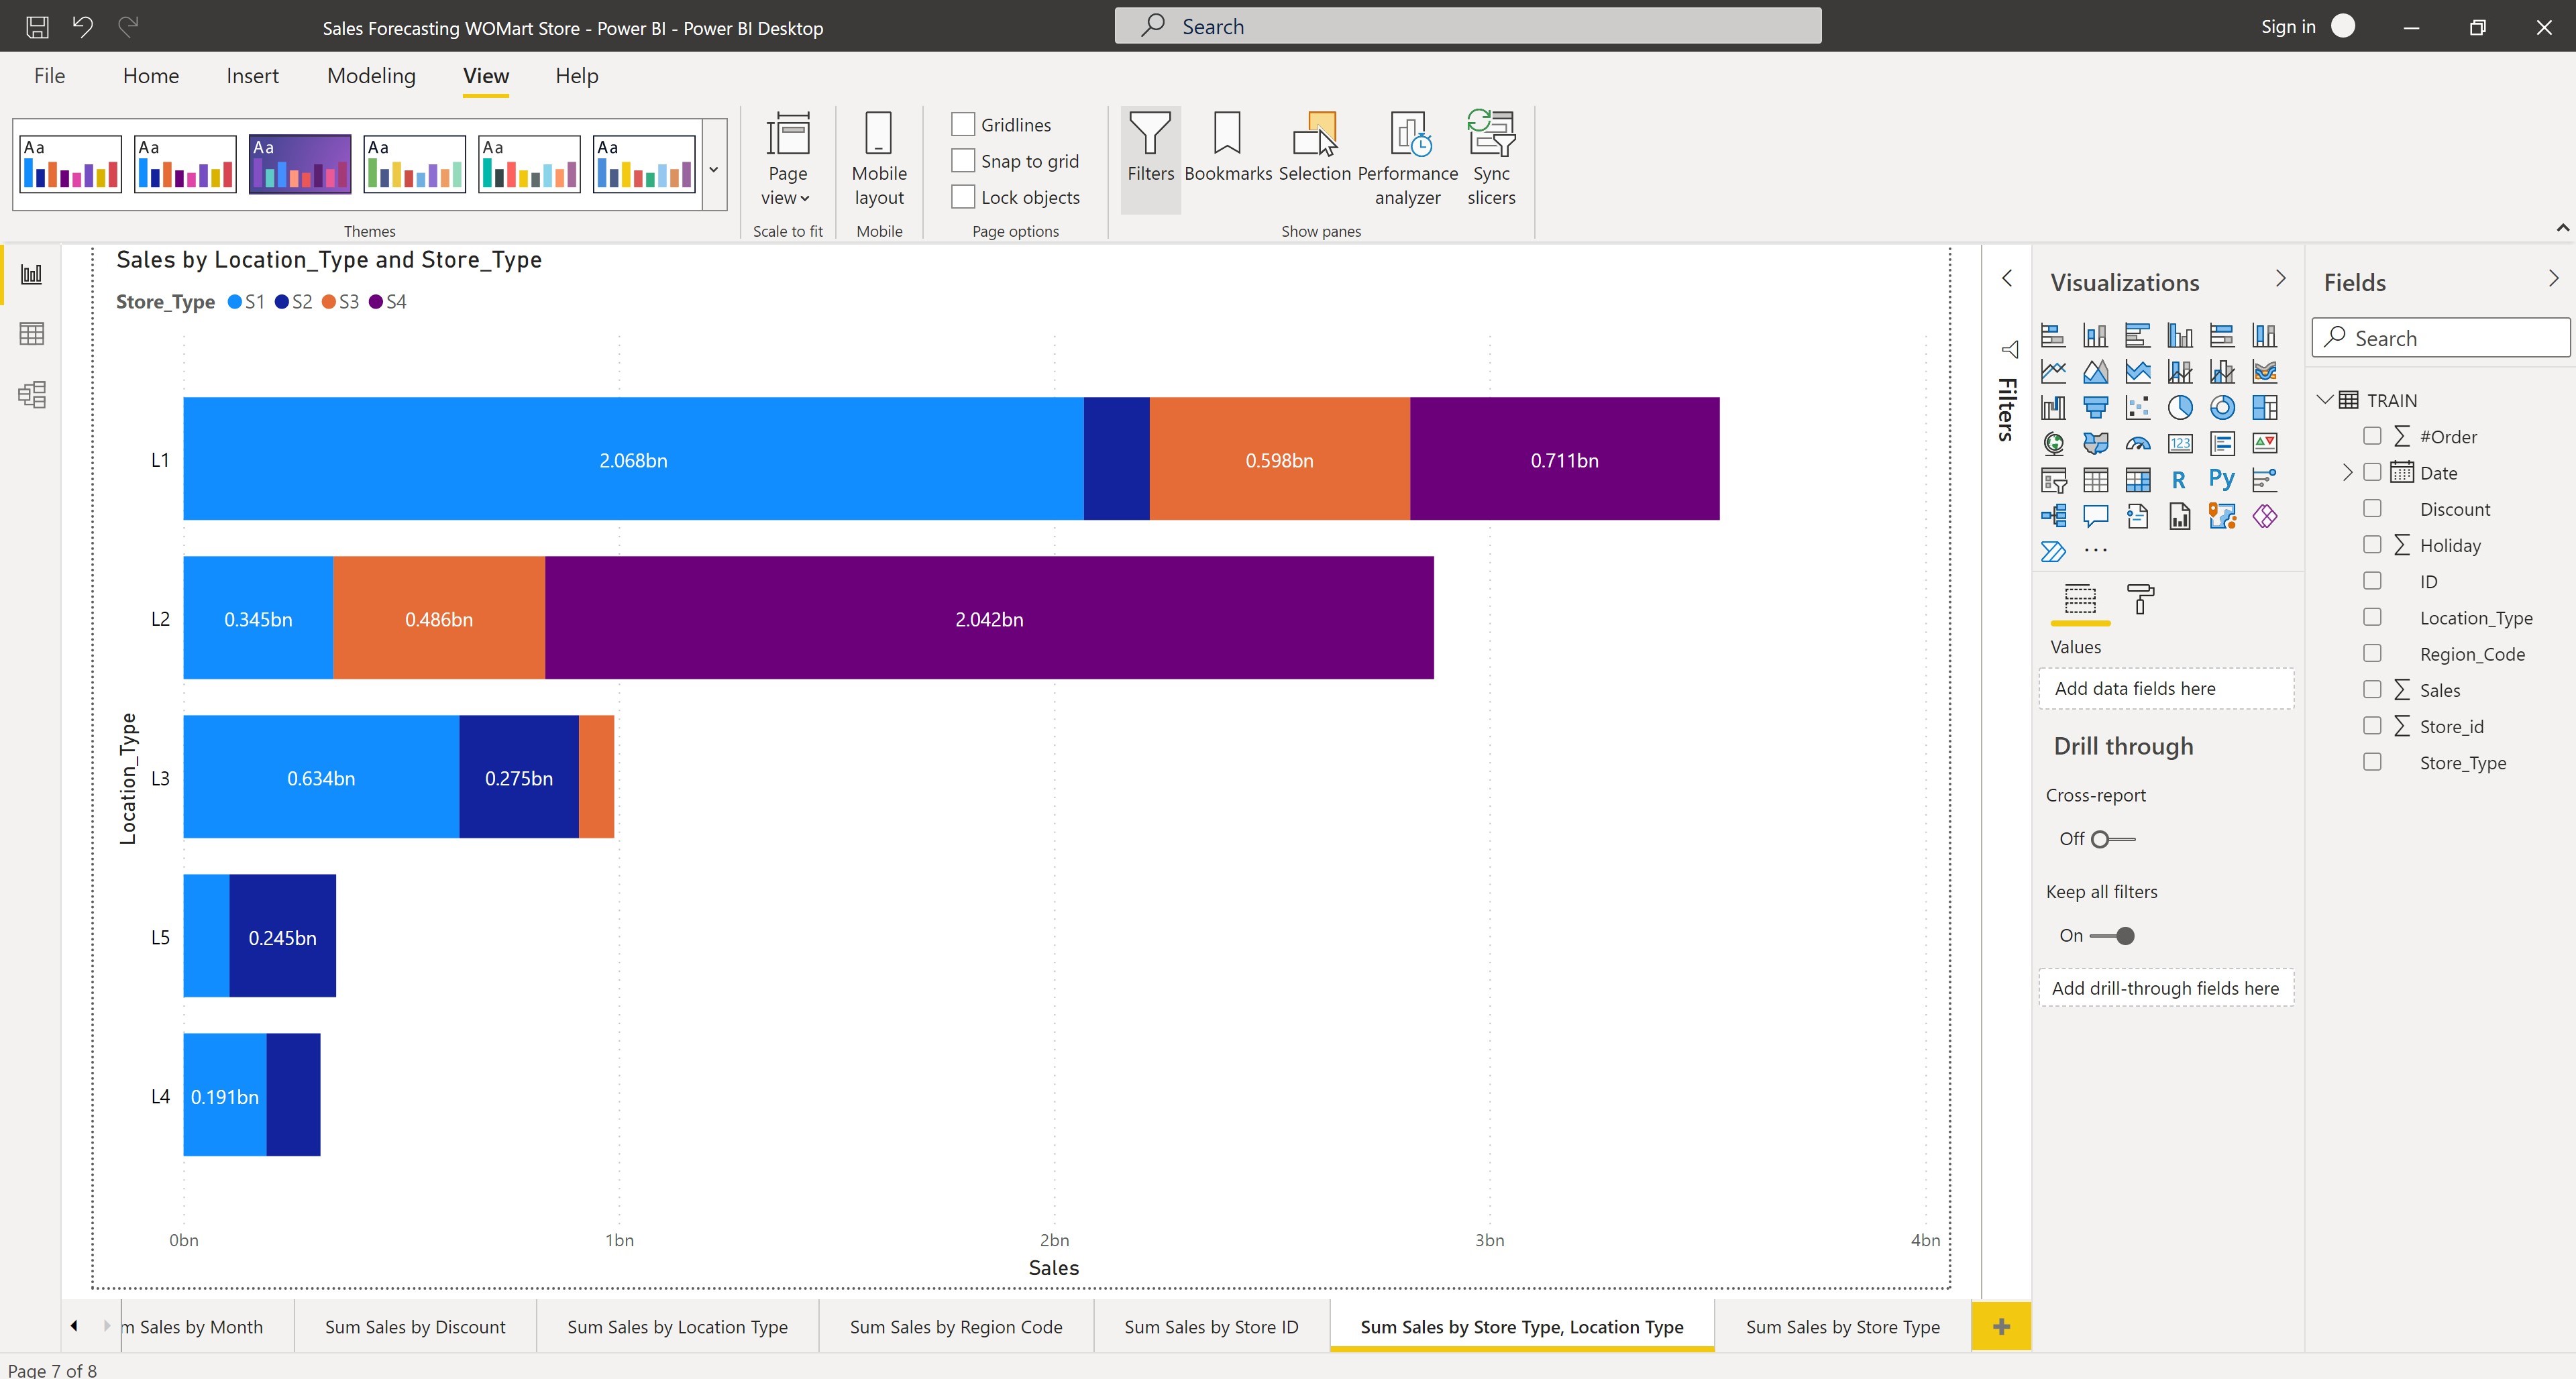 Sales Forecasting WOMart Store - Power BI - Power BI Desktop
Search
Sign in
File Home Insert Modeling View Help
Aa Aa Aa Aa Aa Aa
Themes
Page view
Scale to fit
Mobile layout
Mobile
Gridlines
Snap to grid
Lock objects
Page options
Filters
Bookmarks
Selection
Performance analyzer
Sync slicers
Show panes
Sales by Location_Type and Store_Type
Store_Type S1 S2 S3 S4
Location_Type
L1 2.068bn 0.598bn 0.711bn
L2 0.345bn 0.486bn 2.042bn
L3 0.634bn 0.275bn
L5 0.245bn
L4 0.191bn
0bn 1bn 2bn 3bn 4bn
Sales
Filters
Visualizations
123
R Py
Values
Add data fields here
Drill through
Cross-report
Off
Keep all filters
On
Add drill-through fields here
Fields
Search
TRAIN
#Order
Date
Discount
Holiday
ID
Location_Type
Region_Code
Sales
Store_id
Store_Type
m Sales by Month
Sum Sales by Discount
Sum Sales by Location Type
Sum Sales by Region Code
Sum Sales by Store ID
Sum Sales by Store Type, Location Type
Sum Sales by Store Type
Page 7 of 8